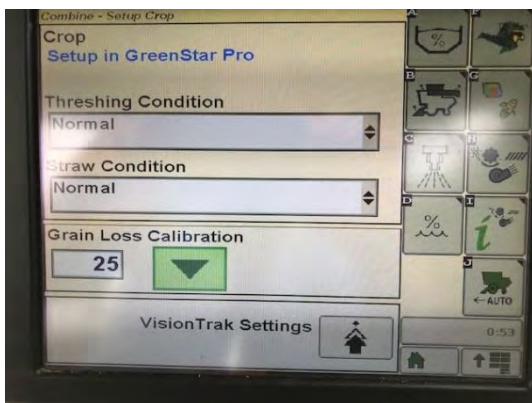 Combine - Setup Crop
Crop
Setup in GreenStar Pro
Threshing Condition
Normal
Straw Condition
Normal
Grain Loss Calibration
25
VisionTrak Settings
A
F
%
B
G
C
H
D
I
%
i
J
← AUTO
0:53